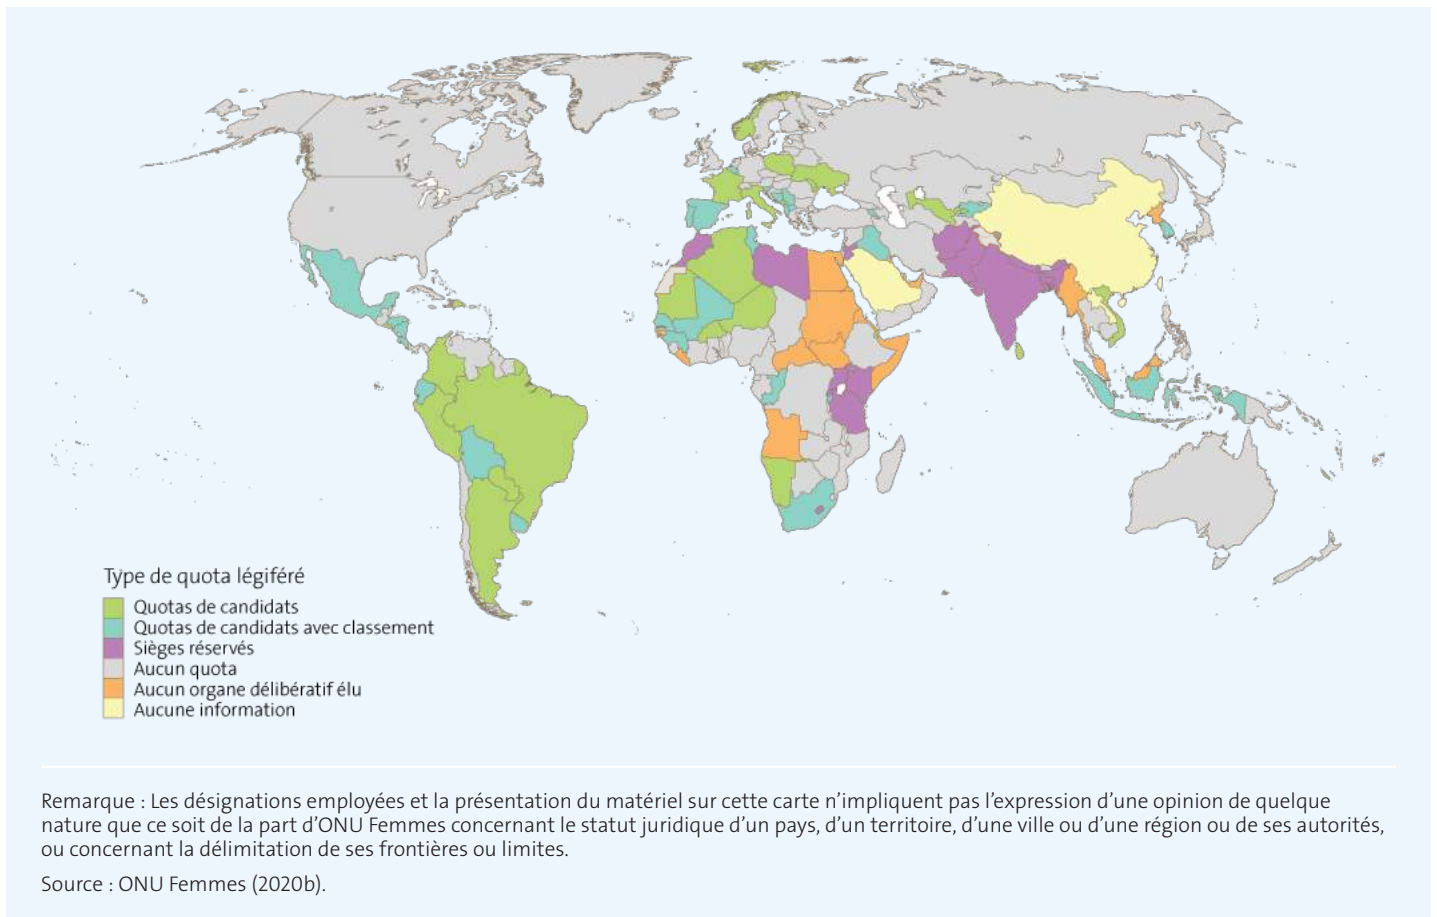 Type de quota légiféré
Quotas de candidats
Quotas de candidats avec classement
Sièges réservés
Aucun quota
Aucun organe délibératif élu
Aucune information
Remarque : Les désignations employées et la présentation du matériel sur cette carte n’impliquent pas l’expression d’une opinion de quelque
nature que ce soit de la part d’ONU Femmes concernant le statut juridique d’un pays, d’un territoire, d’une ville ou d’une région ou de ses autorités,
ou concernant la délimitation de ses frontières ou limites.
Source : ONU Femmes (2020b).